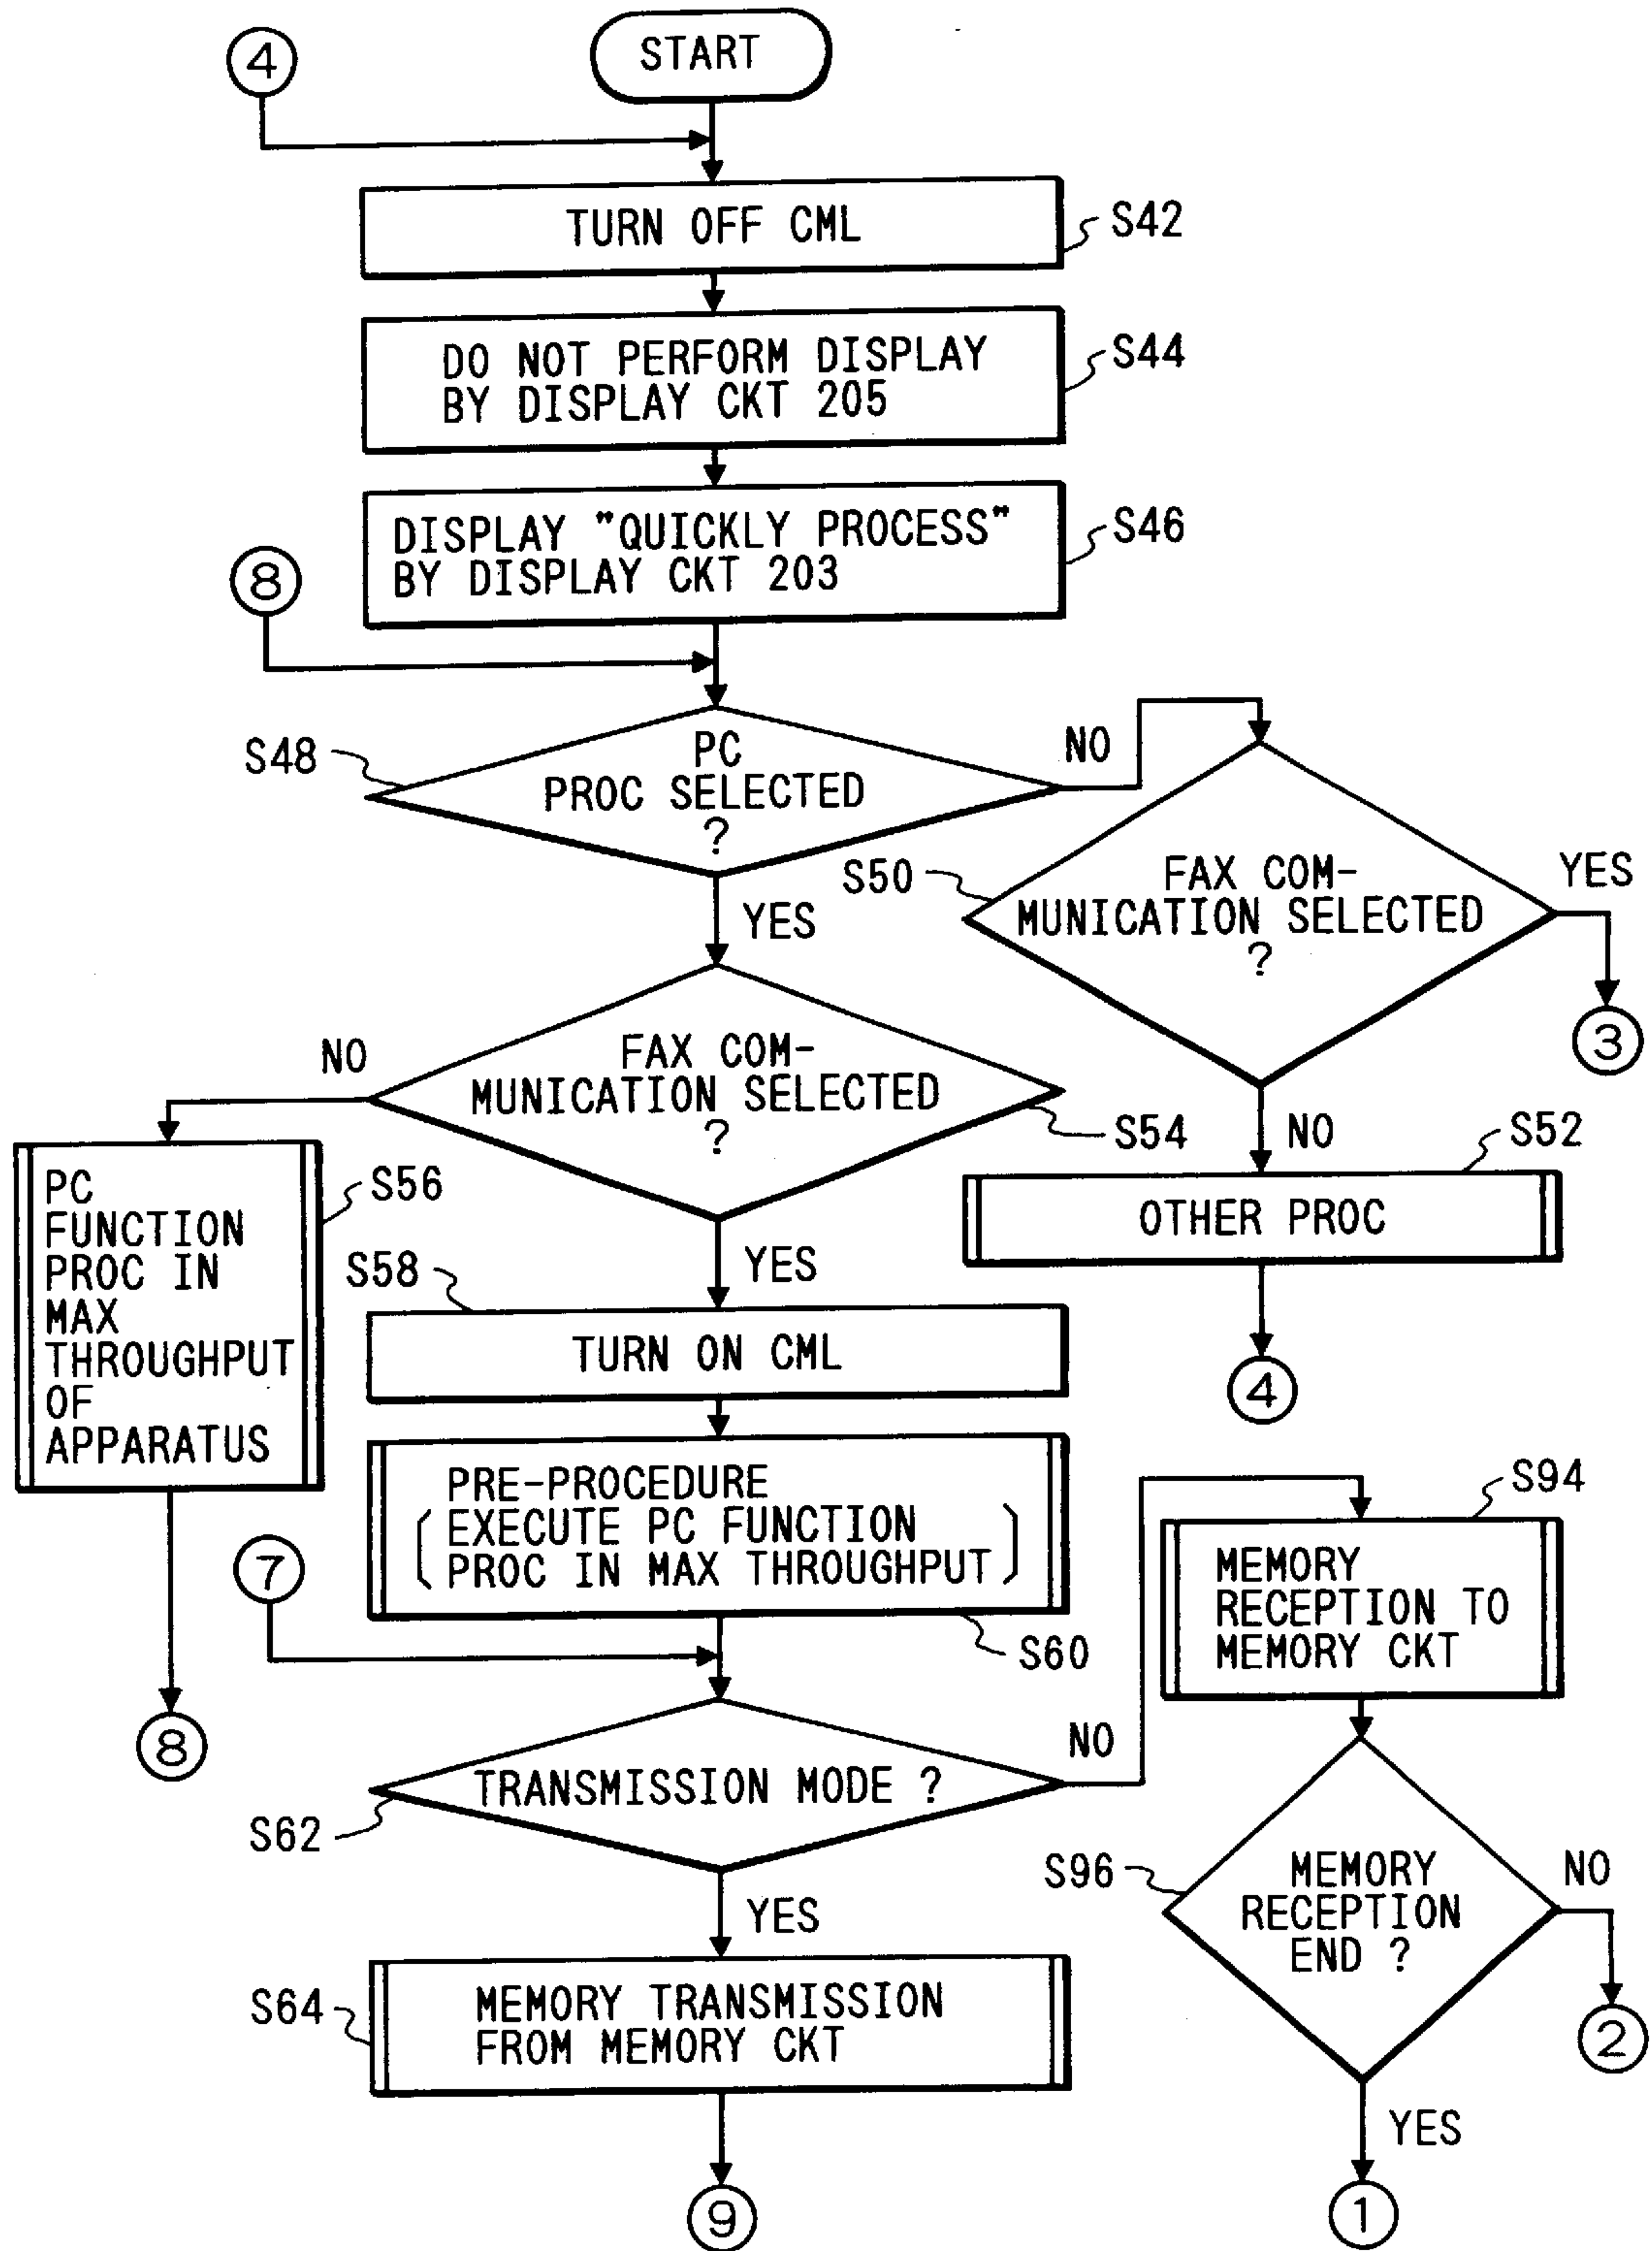 4
START
TURN OFF CML
S42
DO NOT PERFORM DISPLAY
BY DISPLAY CKT 205
S44
DISPLAY "QUICKLY PROCESS"
BY DISPLAY CKT 203
S46
8
S48
PC
PROC SELECTED
?
NO
YES
S50
FAX COM-
MUNICATION SELECTED
?
YES
3
NO
FAX COM-
MUNICATION SELECTED
?
S54
NO
S52
OTHER PROC
4
PC
FUNCTION
PROC IN
MAX
THROUGHPUT
OF
APPARATUS
S56
8
YES
S58
TURN ON CML
PRE-PROCEDURE
(EXECUTE PC FUNCTION
PROC IN MAX THROUGHPUT)
S60
7
TRANSMISSION MODE ?
S62
NO
YES
S94
MEMORY
RECEPTION TO
MEMORY CKT
S96
MEMORY
RECEPTION
END ?
NO
2
YES
1
S64
MEMORY TRANSMISSION
FROM MEMORY CKT
9